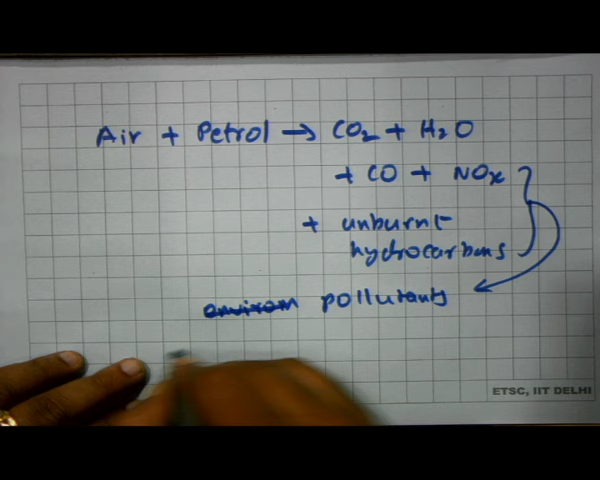 Air + Petrol → CO₂ + H₂O
+ CO + NOx
+ unburnt
hydrocarbons
pollutants
ETSC, IIT DELHI